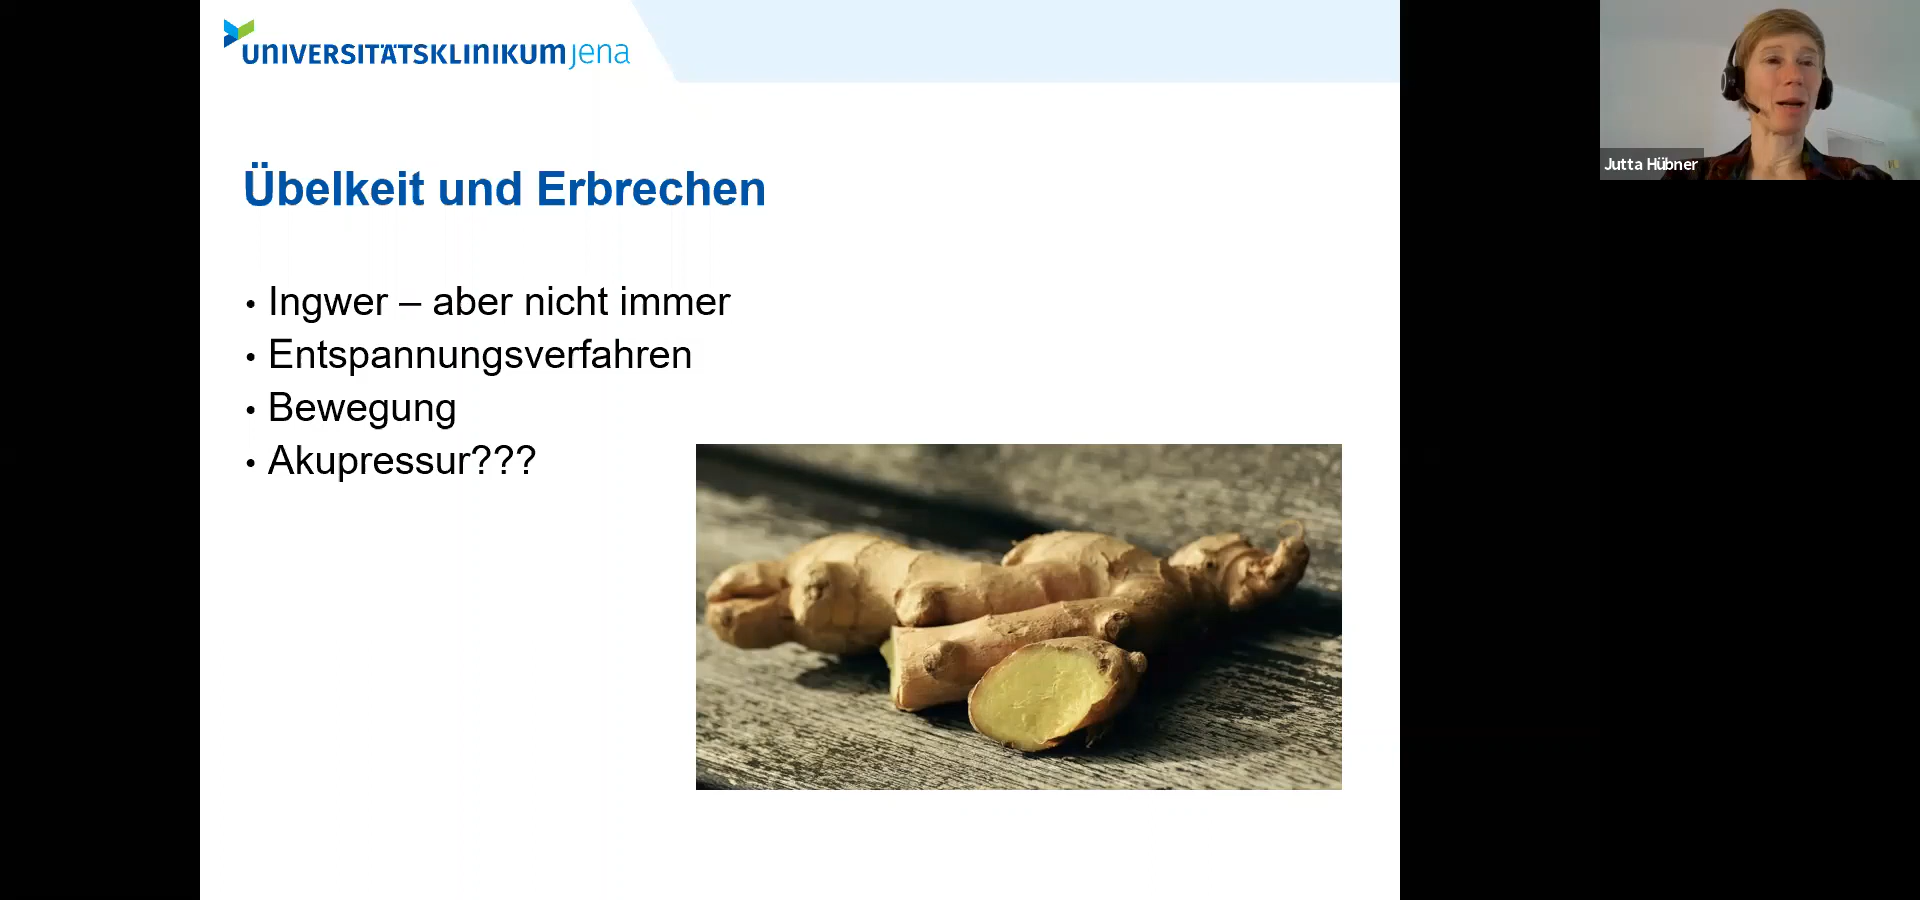 UNIVERSITÄTSKLINIKUM jena
Jutta Hübner
Übelkeit und Erbrechen
• Ingwer – aber nicht immer
• Entspannungsverfahren
• Bewegung
• Akupressur???